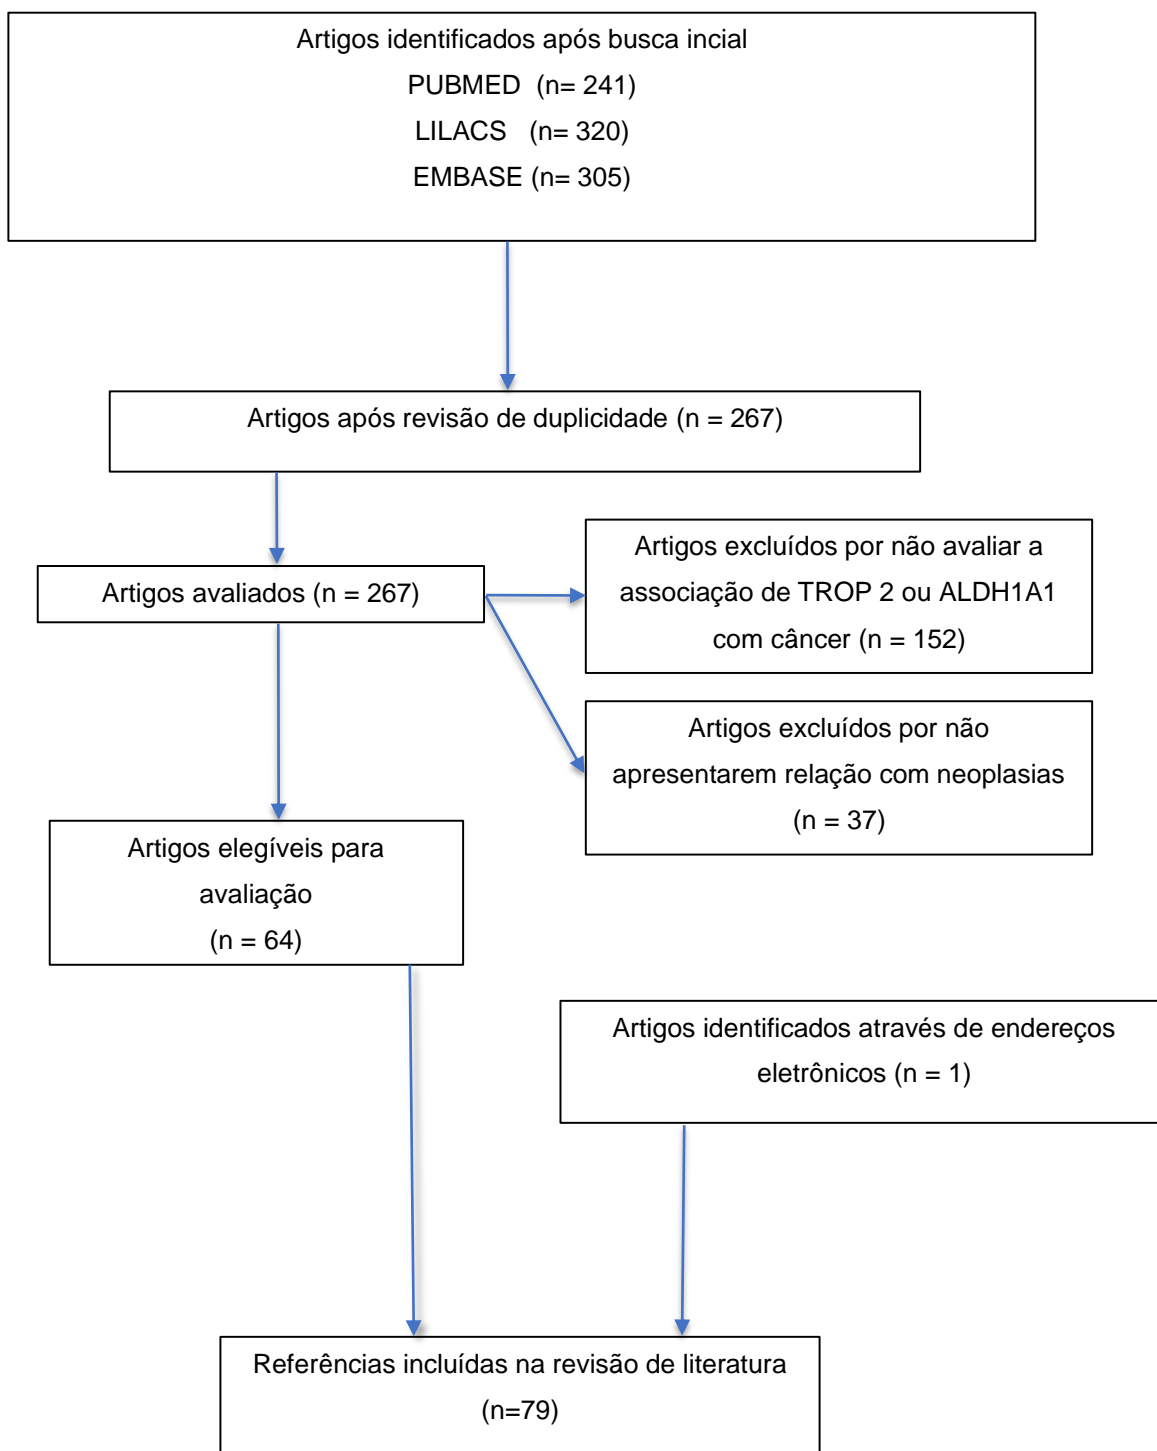 Artigos identificados após busca incial
PUBMED (n= 241)
LILACS (n= 320)
EMBASE (n= 305)
Artigos após revisão de duplicidade (n = 267)
Artigos avaliados (n = 267)
Artigos excluídos por não avaliar a
associação de TROP 2 ou ALDH1A1
com câncer (n = 152)
Artigos excluídos por não
apresentarem relação com neoplasias
(n = 37)
Artigos elegíveis para
avaliação
(n = 64)
Artigos identificados através de endereços
eletrônicos (n = 1)
Referências incluídas na revisão de literatura
(n=79)